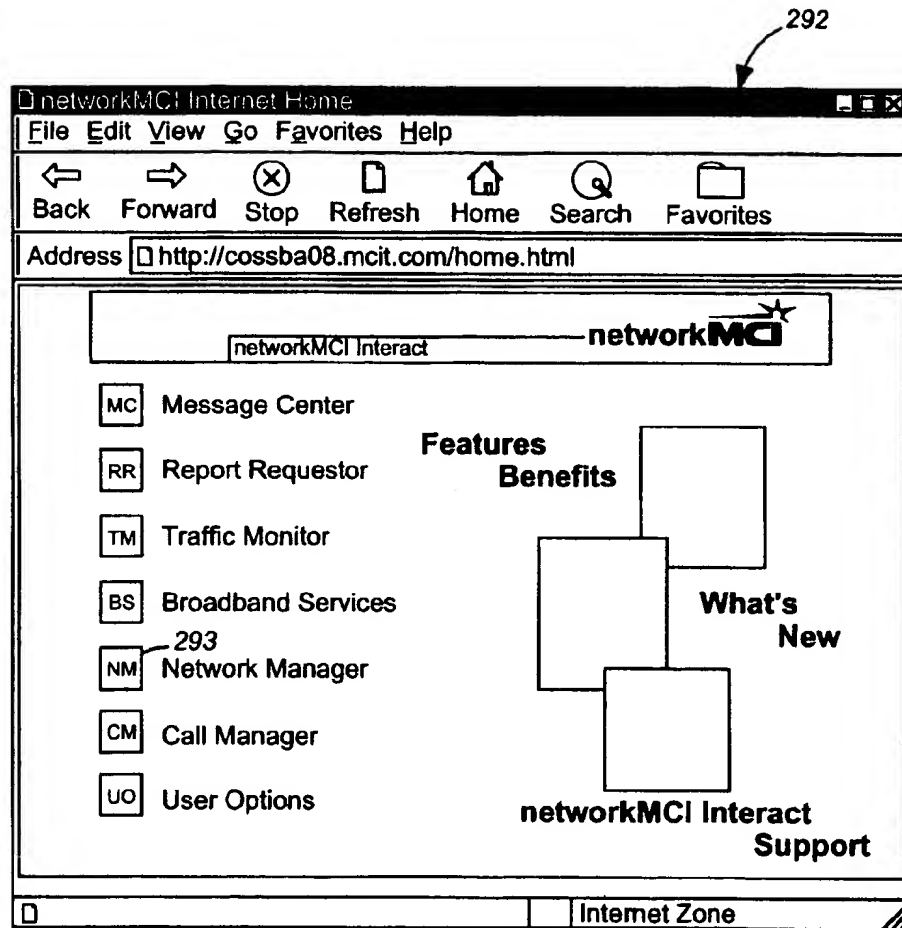 292
networkMCI Internet Home
File Edit View Go Favorites Help
Back Forward Stop Refresh Home Search Favorites
Address http://cossba08.mcit.com/home.html
networkMCI Interact
networkMCI
MC Message Center
RR Report Requestor
TM Traffic Monitor
BS Broadband Services
293
NM Network Manager
CM Call Manager
UO User Options
Features
Benefits
What's
New
networkMCI Interact
Support
Internet Zone